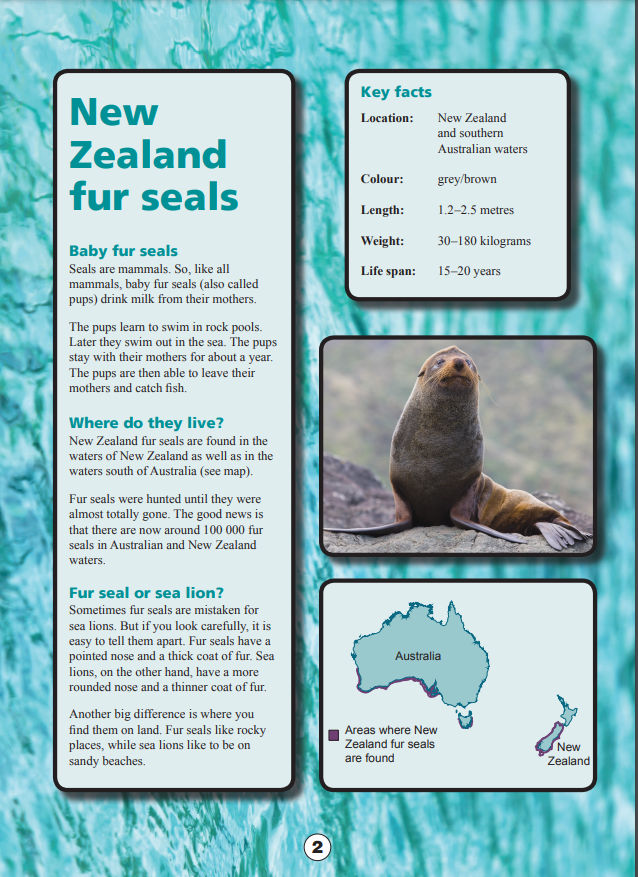 New
Zealand
fur seals
Baby fur seals
Seals are mammals. So, like all
mammals, baby fur seals (also called
pups) drink milk from their mothers.
The pups learn to swim in rock pools.
Later they swim out in the sea. The pups
stay with their mothers for about a year.
The pups are then able to leave their
mothers and catch fish.
Where do they live?
New Zealand fur seals are found in the
waters of New Zealand as well as in the
waters south of Australia (see map).
Fur seals were hunted until they were
almost totally gone. The good news is
that there are now around 100 000 fur
seals in Australian and New Zealand
waters.
Fur seal or sea lion?
Sometimes fur seals are mistaken for
sea lions. But if you look carefully, it is
easy to tell them apart. Fur seals have a
pointed nose and a thick coat of fur. Sea
lions, on the other hand, have a more
rounded nose and a thinner coat of fur.
Another big difference is where you
find them on land. Fur seals like rocky
places, while sea lions like to be on
sandy beaches.
Key facts
Location: New Zealand
and southern
Australian waters
Colour: grey/brown
Length: 1.2–2.5 metres
Weight: 30–180 kilograms
Life span: 15–20 years
Australia
Areas where New
Zealand fur seals
are found
New
Zealand
2